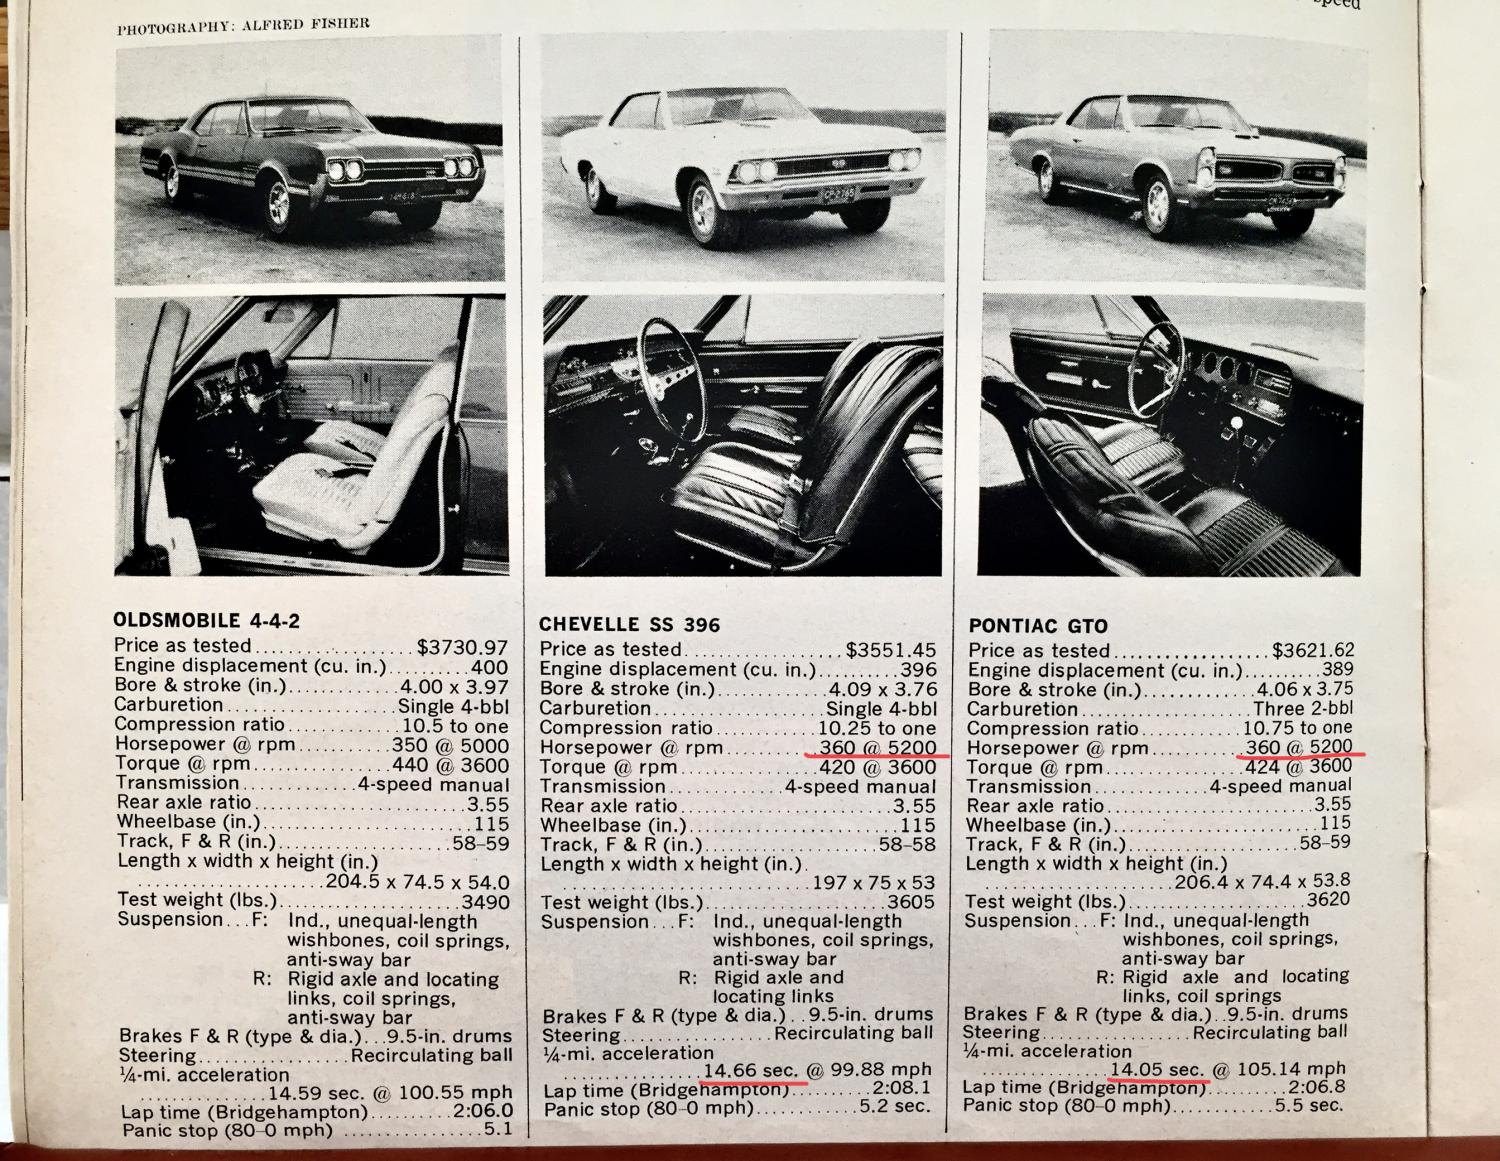 speed
PHOTOGRAPHY: ALFRED FISHER
SS
CP-2765
OLDSMOBILE 4-4-2
Price as tested.................$3730.97
Engine displacement (cu. in.).........400
Bore & stroke (in.)............4.00 x 3.97
Carburetion..................Single 4-bbl
Compression ratio............10.5 to one
Horsepower @ rpm.........350 @ 5000
Torque @ rpm..............440 @ 3600
Transmission...........4-speed manual
Rear axle ratio.......................3.55
Wheelbase (in.).......................115
Track, F & R (in.)..................58–59
Length x width x height (in.)
...................204.5 x 74.5 x 54.0
Test weight (lbs.)....................3490
Suspension...F: Ind., unequal-length
wishbones, coil springs,
anti-sway bar
R: Rigid axle and locating
links, coil springs,
anti-sway bar
Brakes F & R (type & dia.)...9.5-in. drums
Steering...............Recirculating ball
¼-mi. acceleration
.............14.59 sec. @ 100.55 mph
Lap time (Bridgehampton).........2:06.0
Panic stop (80–0 mph) ................5.1
CHEVELLE SS 396
Price as tested.................$3551.45
Engine displacement (cu. in.).........396
Bore & stroke (in.)............4.09 x 3.76
Carburetion..................Single 4-bbl
Compression ratio..........10.25 to one
Horsepower @ rpm.........360 @ 5200
Torque @ rpm..............420 @ 3600
Transmission...........4-speed manual
Rear axle ratio.......................3.55
Wheelbase (in.).......................115
Track, F & R (in.)..................58–58
Length x width x height (in.).
.........................197 x 75 x 53
Test weight (lbs.)....................3605
Suspension...F: Ind., unequal-length
wishbones, coil springs,
anti-sway bar
R: Rigid axle and
locating links
Brakes F & R (type & dia.)..9.5-in. drums
Steering...............Recirculating ball
¼-mi. acceleration
..............14.66 sec. @ 99.88 mph
Lap time (Bridgehampton).........2:08.1
Panic stop (80–0 mph)............5.2 sec.
PONTIAC GTO
Price as tested.................$3621.62
Engine displacement (cu. in.).........389
Bore & stroke (in.)............4.06 x 3.75
Carburetion..................Three 2-bbl
Compression ratio..........10.75 to one
Horsepower @ rpm.........360 @ 5200
Torque @ rpm..............424 @ 3600
Transmission...........4-speed manual
Rear axle ratio.......................3.55
Wheelbase (in.).......................115
Track, F & R (in.)..................58–59
Length x width x height (in.)
...................206.4 x 74.4 x 53.8
Test weight (lbs.)....................3620
Suspension...F: Ind., unequal-length
wishbones, coil springs,
anti-sway bar
R: Rigid axle and locating
links, coil springs
Brakes F & R (type & dia.)..9.5-in. drums
Steering...............Recirculating ball
¼-mi. acceleration
..............14.05 sec. @ 105.14 mph
Lap time (Bridgehampton).........2:06.8
Panic stop (80–0 mph)............5.5 sec.